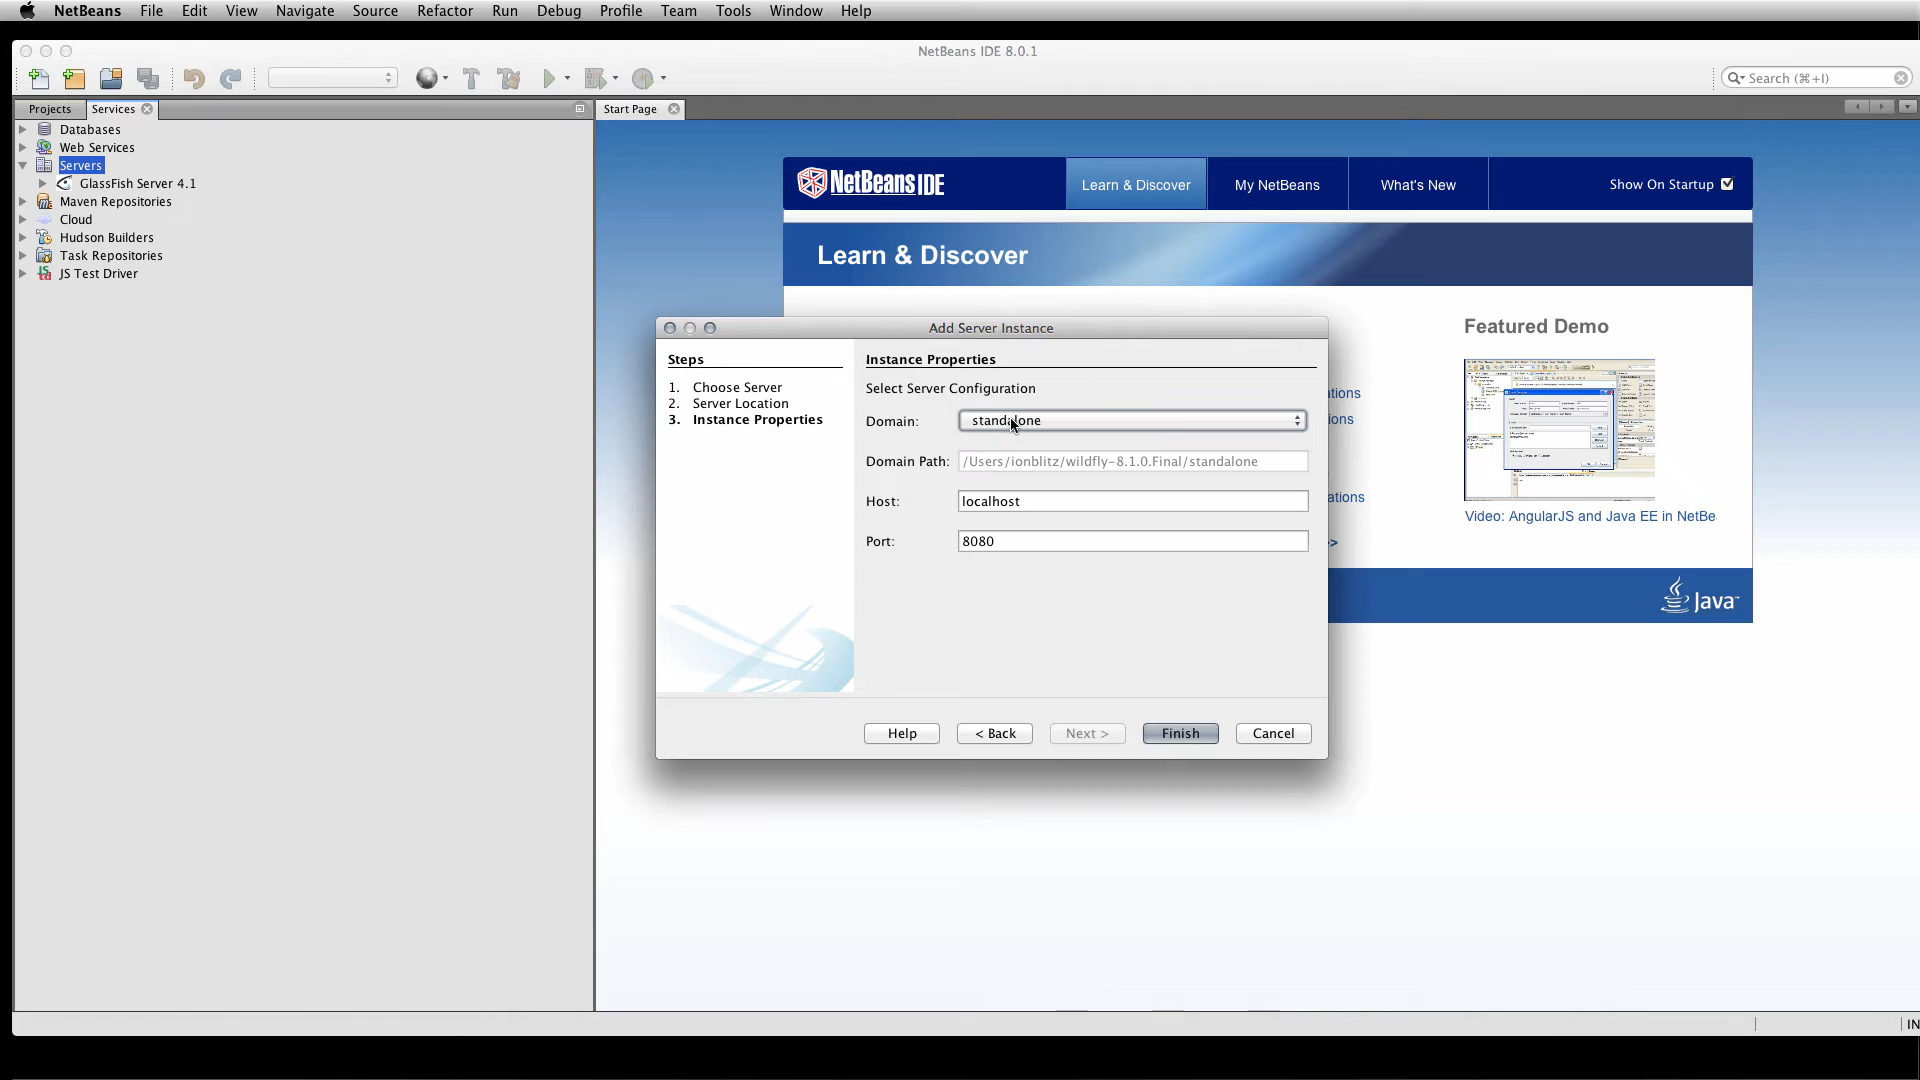 NetBeans File Edit View Navigate Source Refactor Run Debug Profile Team Tools Window Help
NetBeans IDE 8.0.1
Search (⌘+I)
Projects Services
Start Page
Databases
Web Services
Servers
GlassFish Server 4.1
Maven Repositories
Cloud
Hudson Builders
Task Repositories
JS Test Driver
NetBeans IDE
Learn & Discover
My NetBeans
What's New
Show On Startup
Learn & Discover
Featured Demo
Video: AngularJS and Java EE in NetBe
ations
ions
ations
>
Java™
Add Server Instance
Steps
1. Choose Server
2. Server Location
3. Instance Properties
Instance Properties
Select Server Configuration
Domain: standalone
Domain Path: /Users/ionblitz/wildfly-8.1.0.Final/standalone
Host: localhost
Port: 8080
Help
< Back
Next >
Finish
Cancel
IN